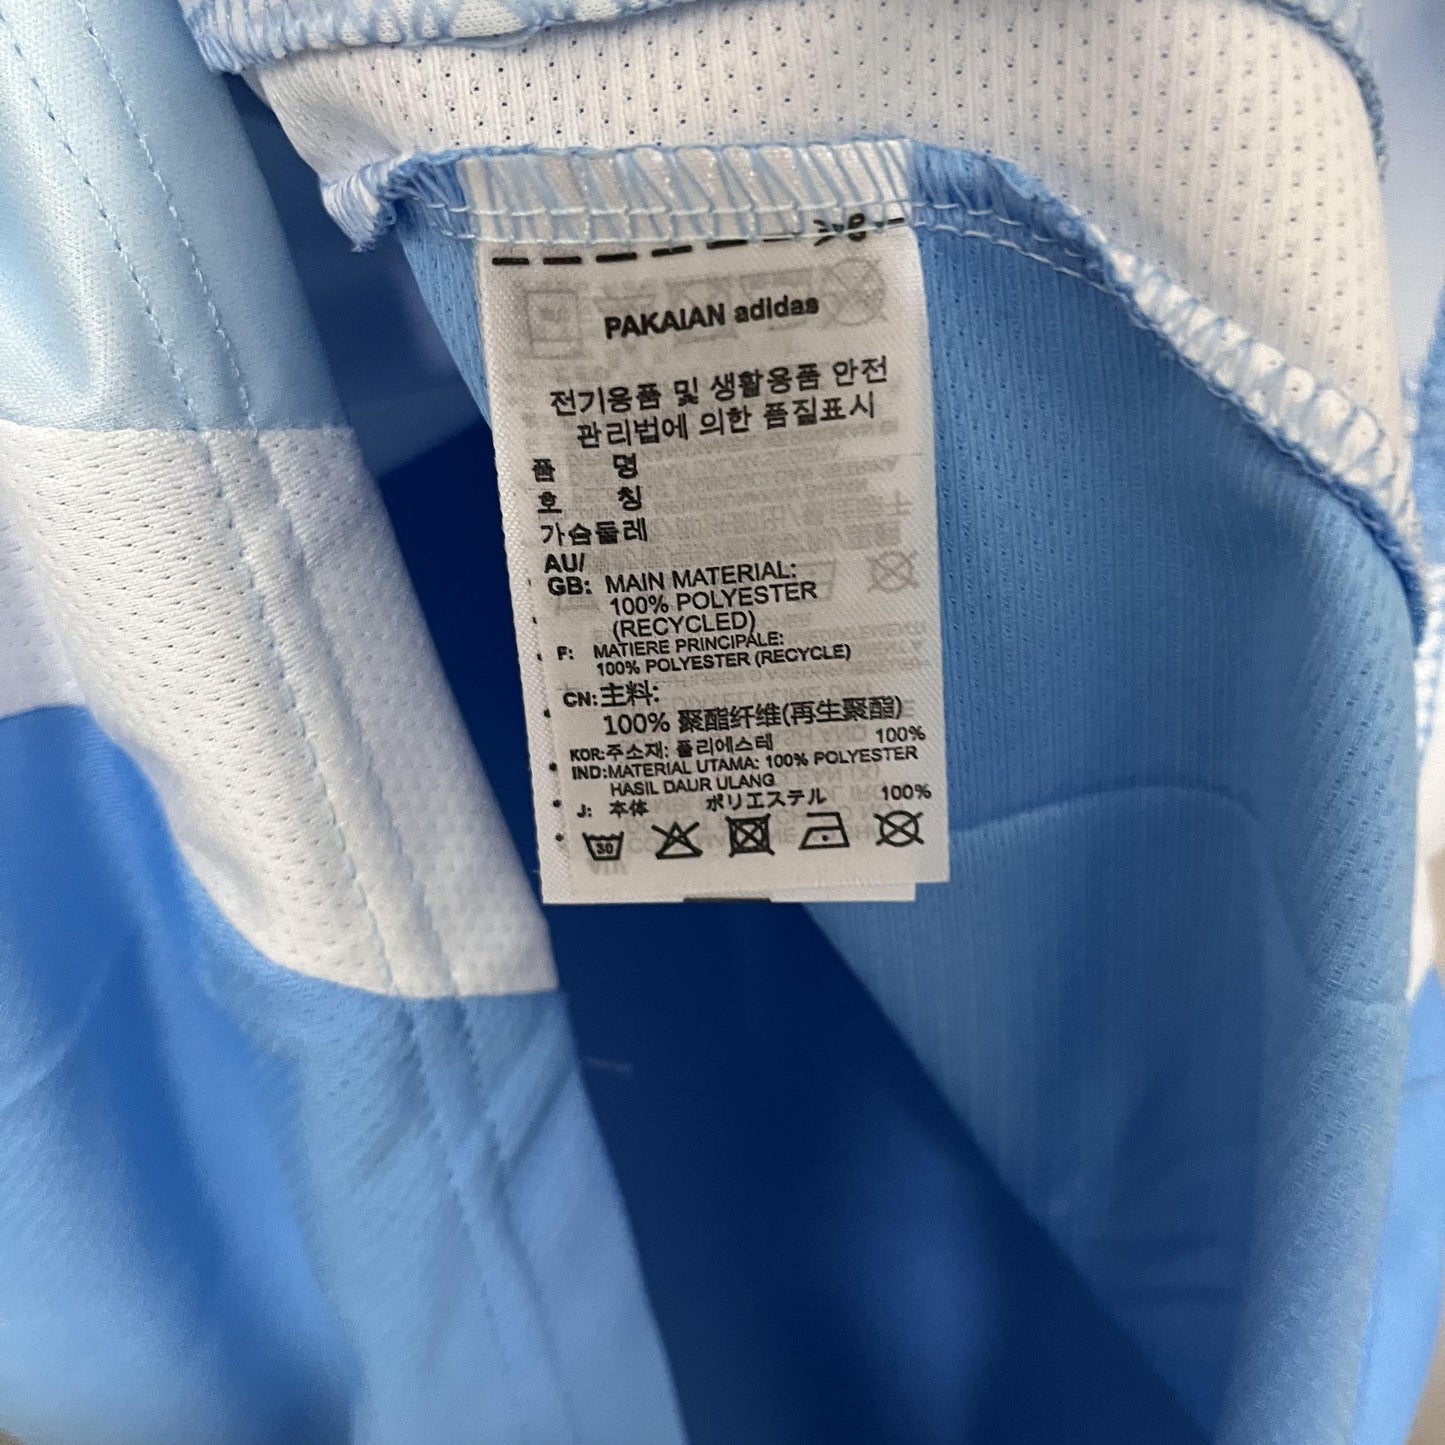 PAKAIAN adidas
전기용품 및 생활용품 안전
관리법에 의한 품질표시
품 명
호 칭
가슴둘레
AU/
GB: MAIN MATERIAL:
100% POLYESTER
(RECYCLED)
F: MATIERE PRINCIPALE:
100% POLYESTER (RECYCLE)
CN:主料:
100% 聚酯纤维(再生聚酯)
KOR:주소재: 폴리에스테 100%
IND:MATERIAL UTAMA: 100% POLYESTER
HASIL DAUR ULANG
J: 本体 ポリエステル 100%
30